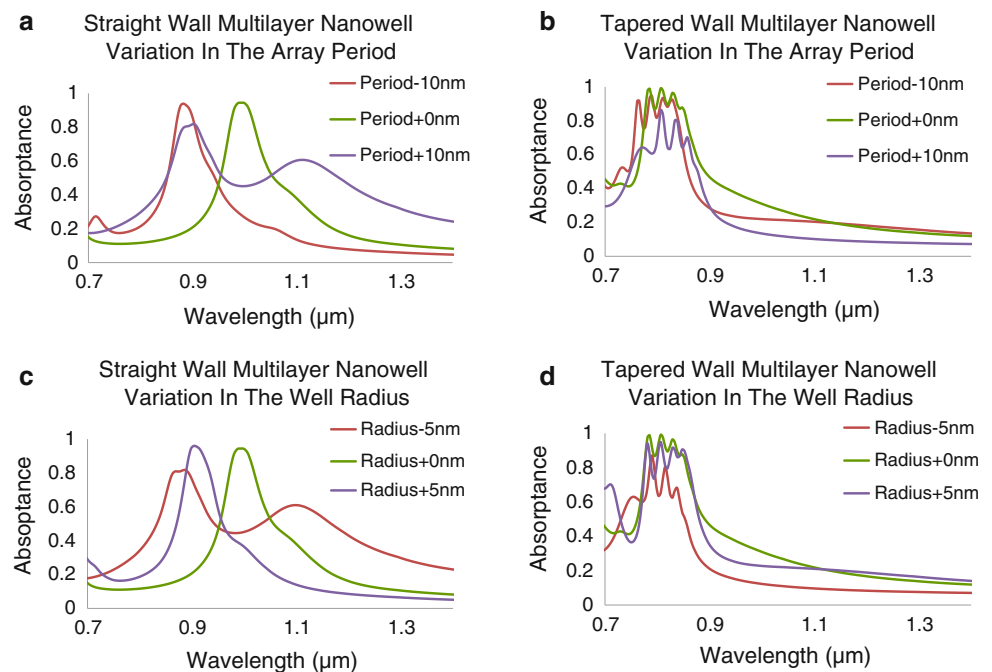 a
Straight Wall Multilayer Nanowell
Variation In The Array Period
Absorptance
1
0.8
0.6
0.4
0.2
0
0.7
0.9
1.1
1.3
Wavelength (µm)
Period-10nm
Period+0nm
Period+10nm
b
Tapered Wall Multilayer Nanowell
Variation In The Array Period
Absorptance
1
0.8
0.6
0.4
0.2
0
0.7
0.9
1.1
1.3
Wavelength (µm)
Period-10nm
Period+0nm
Period+10nm
c
Straight Wall Multilayer Nanowell
Variation In The Well Radius
Absoptance
1
0.8
0.6
0.4
0.2
0
0.7
0.9
1.1
1.3
Wavelength (µm)
Radius-5nm
Radius+0nm
Radius+5nm
d
Tapered Wall Multilayer Nanowell
Variation In The Well Radius
Absorptance
1
0.8
0.6
0.4
0.2
0
0.7
0.9
1.1
1.3
Wavelength (µm)
Radius-5nm
Radius+0nm
Radius+5nm